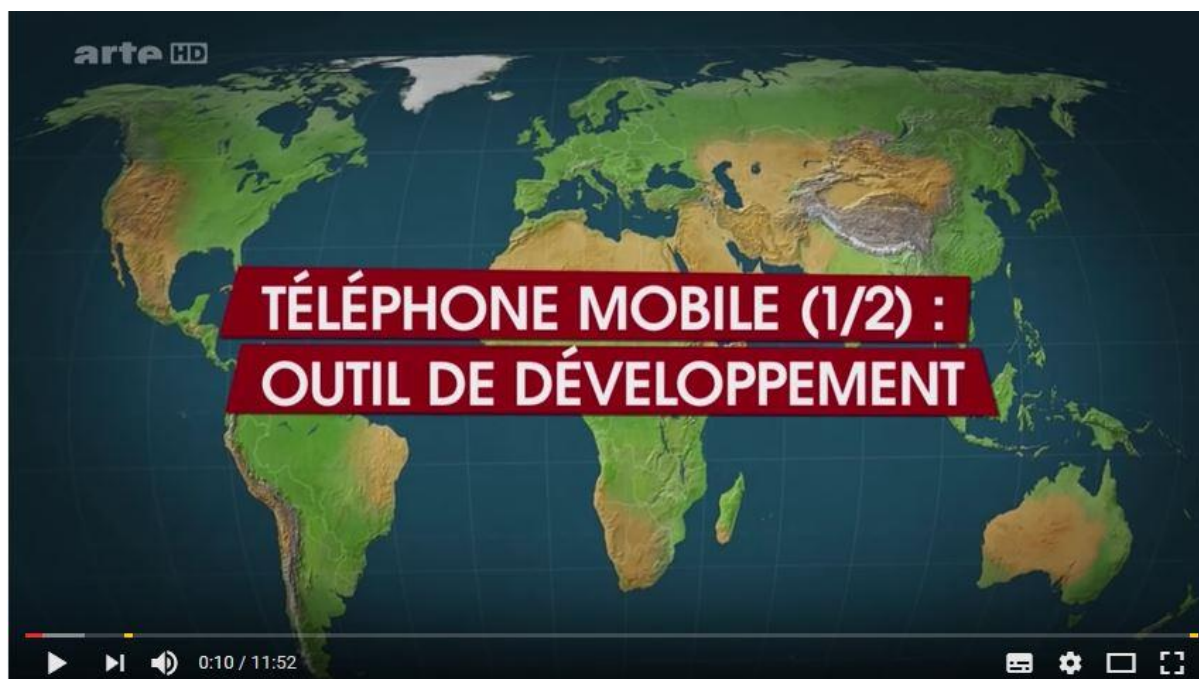 arte HD
TÉLÉPHONE MOBILE (1/2) :
OUTIL DE DÉVELOPPEMENT
0:10 / 11:52